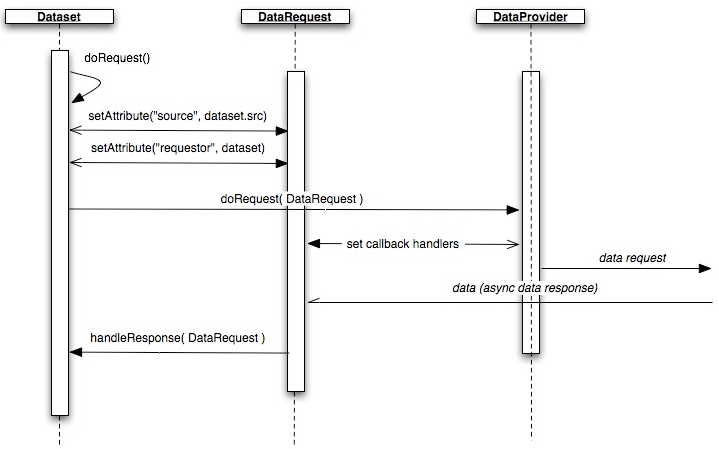 Dataset
DataRequest
DataProvider
doRequest()
setAttribute("source", dataset.src)
setAttribute("requestor", dataset)
doRequest( DataRequest )
set callback handlers
data request
data (async data response)
handleResponse( DataRequest )